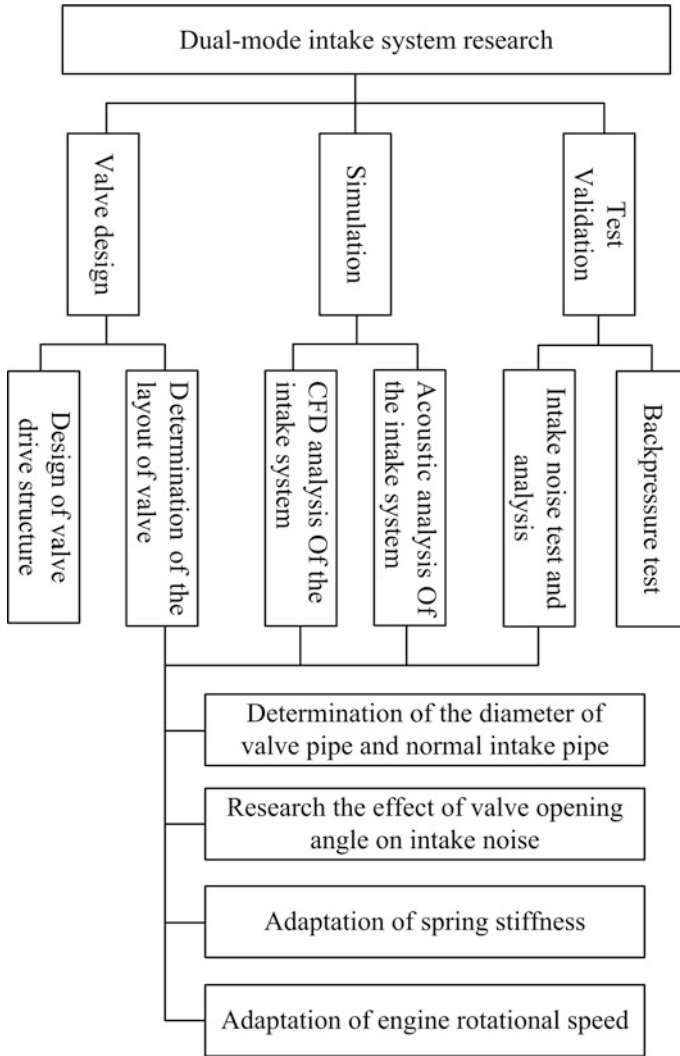 Dual-mode intake system research
Valve design
Simulation
Test
Validation
Design of valve
drive structure
Determination of the
layout of valve
CFD analysis Of the
intake system
Acoustic analysis Of
the intake system
Intake noise test and
analysis
Backpressure test
Determination of the diameter of
valve pipe and normal intake pipe
Research the effect of valve opening
angle on intake noise
Adaptation of spring stiffness
Adaptation of engine rotational speed